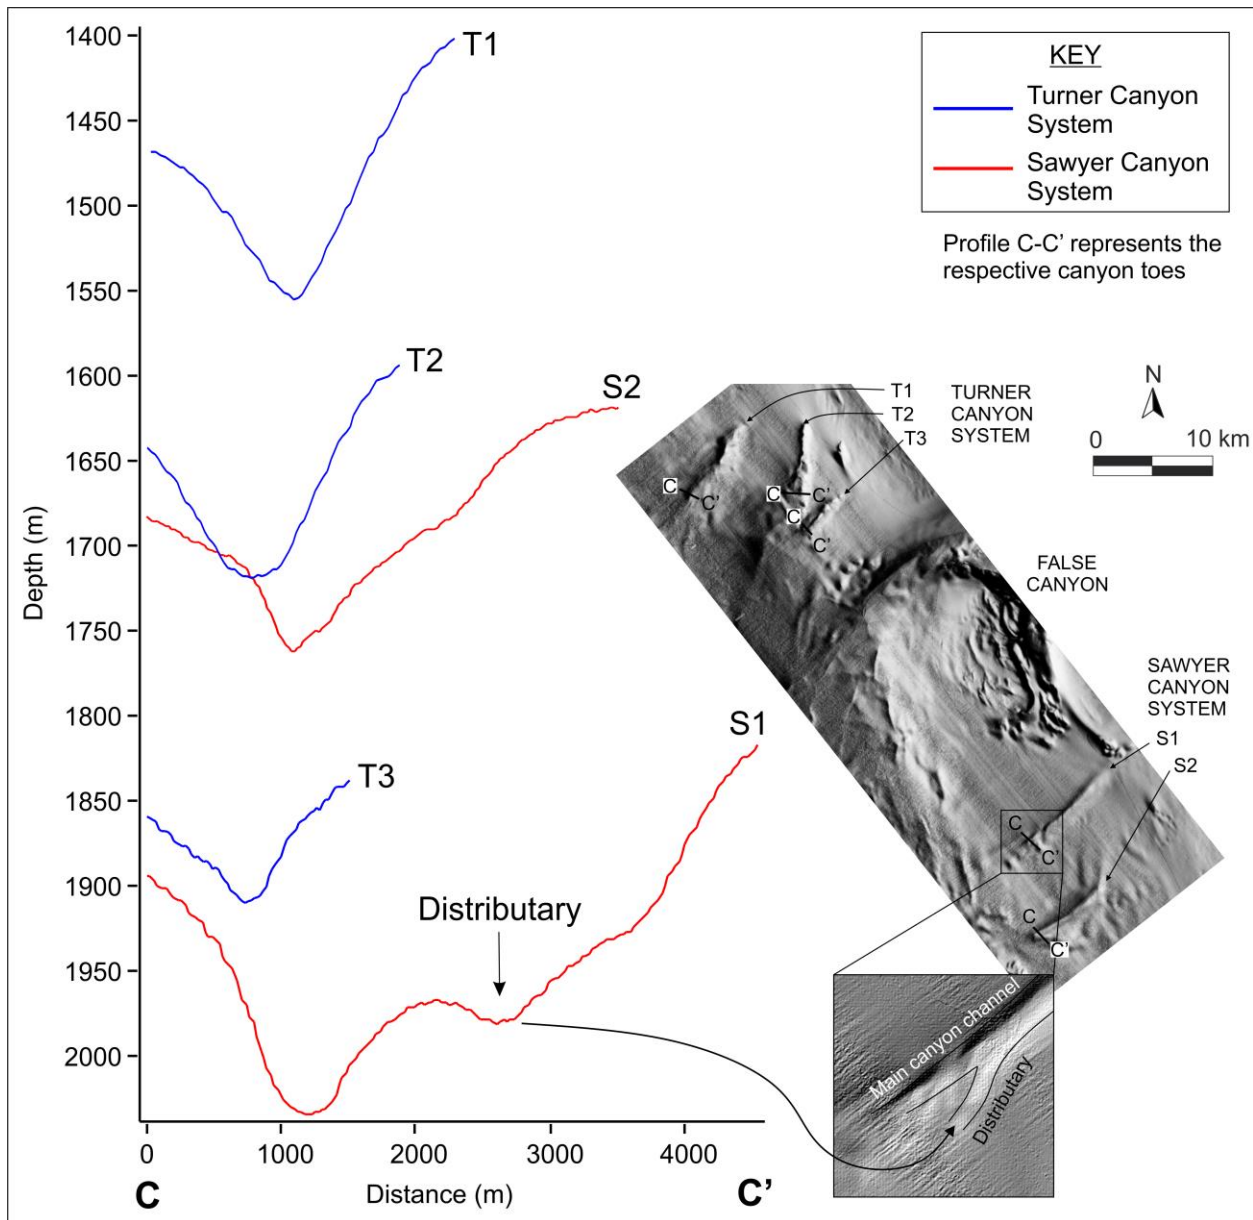 1400
1450
1500
1550
1600
1650
1700
1750
1800
1850
1900
1950
2000
Depth (m)
T1
T2
S2
T3
S1
Distributary
0
1000
2000
3000
4000
C
Distance (m)
C’
KEY
Turner Canyon
System
Sawyer Canyon
System
Profile C-C’ represents the
respective canyon toes
T1
T2
T3
TURNER
CANYON
SYSTEM
N
0
10 km
C
C’
C
C’
C
C’
FALSE
CANYON
SAWYER
CANYON
SYSTEM
S1
S2
C
C’
C
C’
Main canyon channel
Distributary